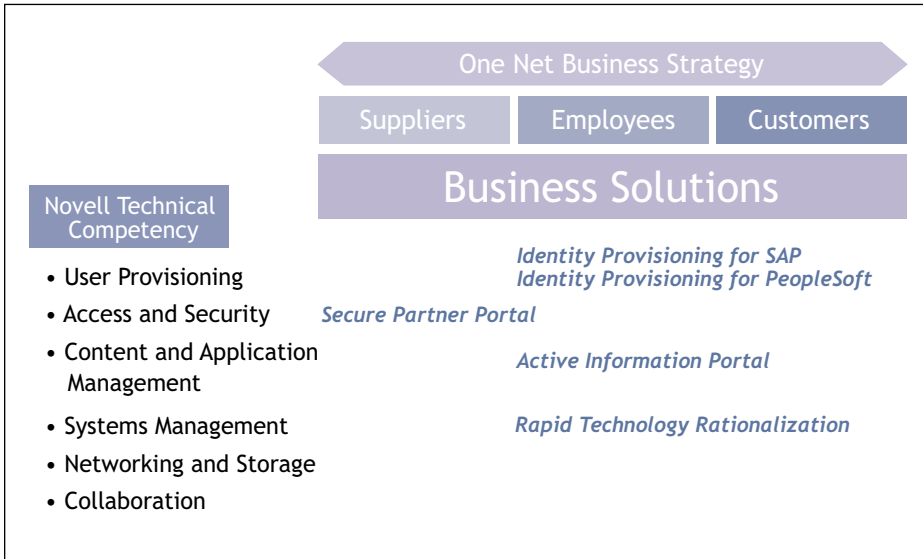 One Net Business Strategy
Suppliers
Employees
Customers
Business Solutions
Novell Technical
Competency
• User Provisioning
Identity Provisioning for SAP
Identity Provisioning for PeopleSoft
• Access and Security
Secure Partner Portal
• Content and Application
Management
Active Information Portal
• Systems Management
Rapid Technology Rationalization
• Networking and Storage
• Collaboration